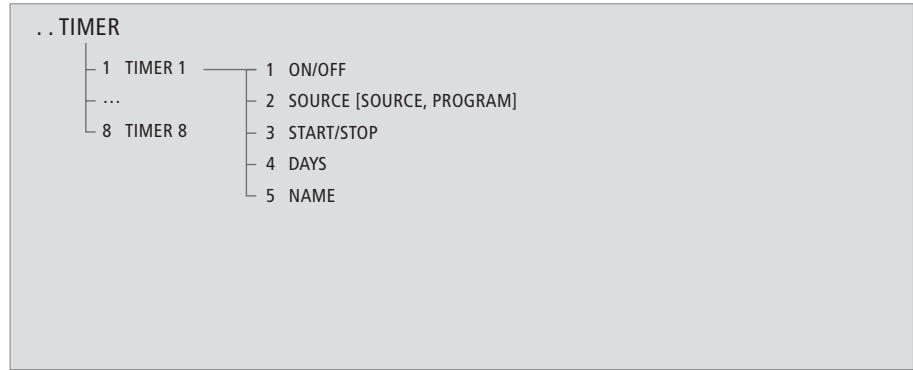 . . TIMER
1 TIMER 1
1 ON/OFF
…
2 SOURCE [SOURCE, PROGRAM]
8 TIMER 8
3 START/STOP
4 DAYS
5 NAME